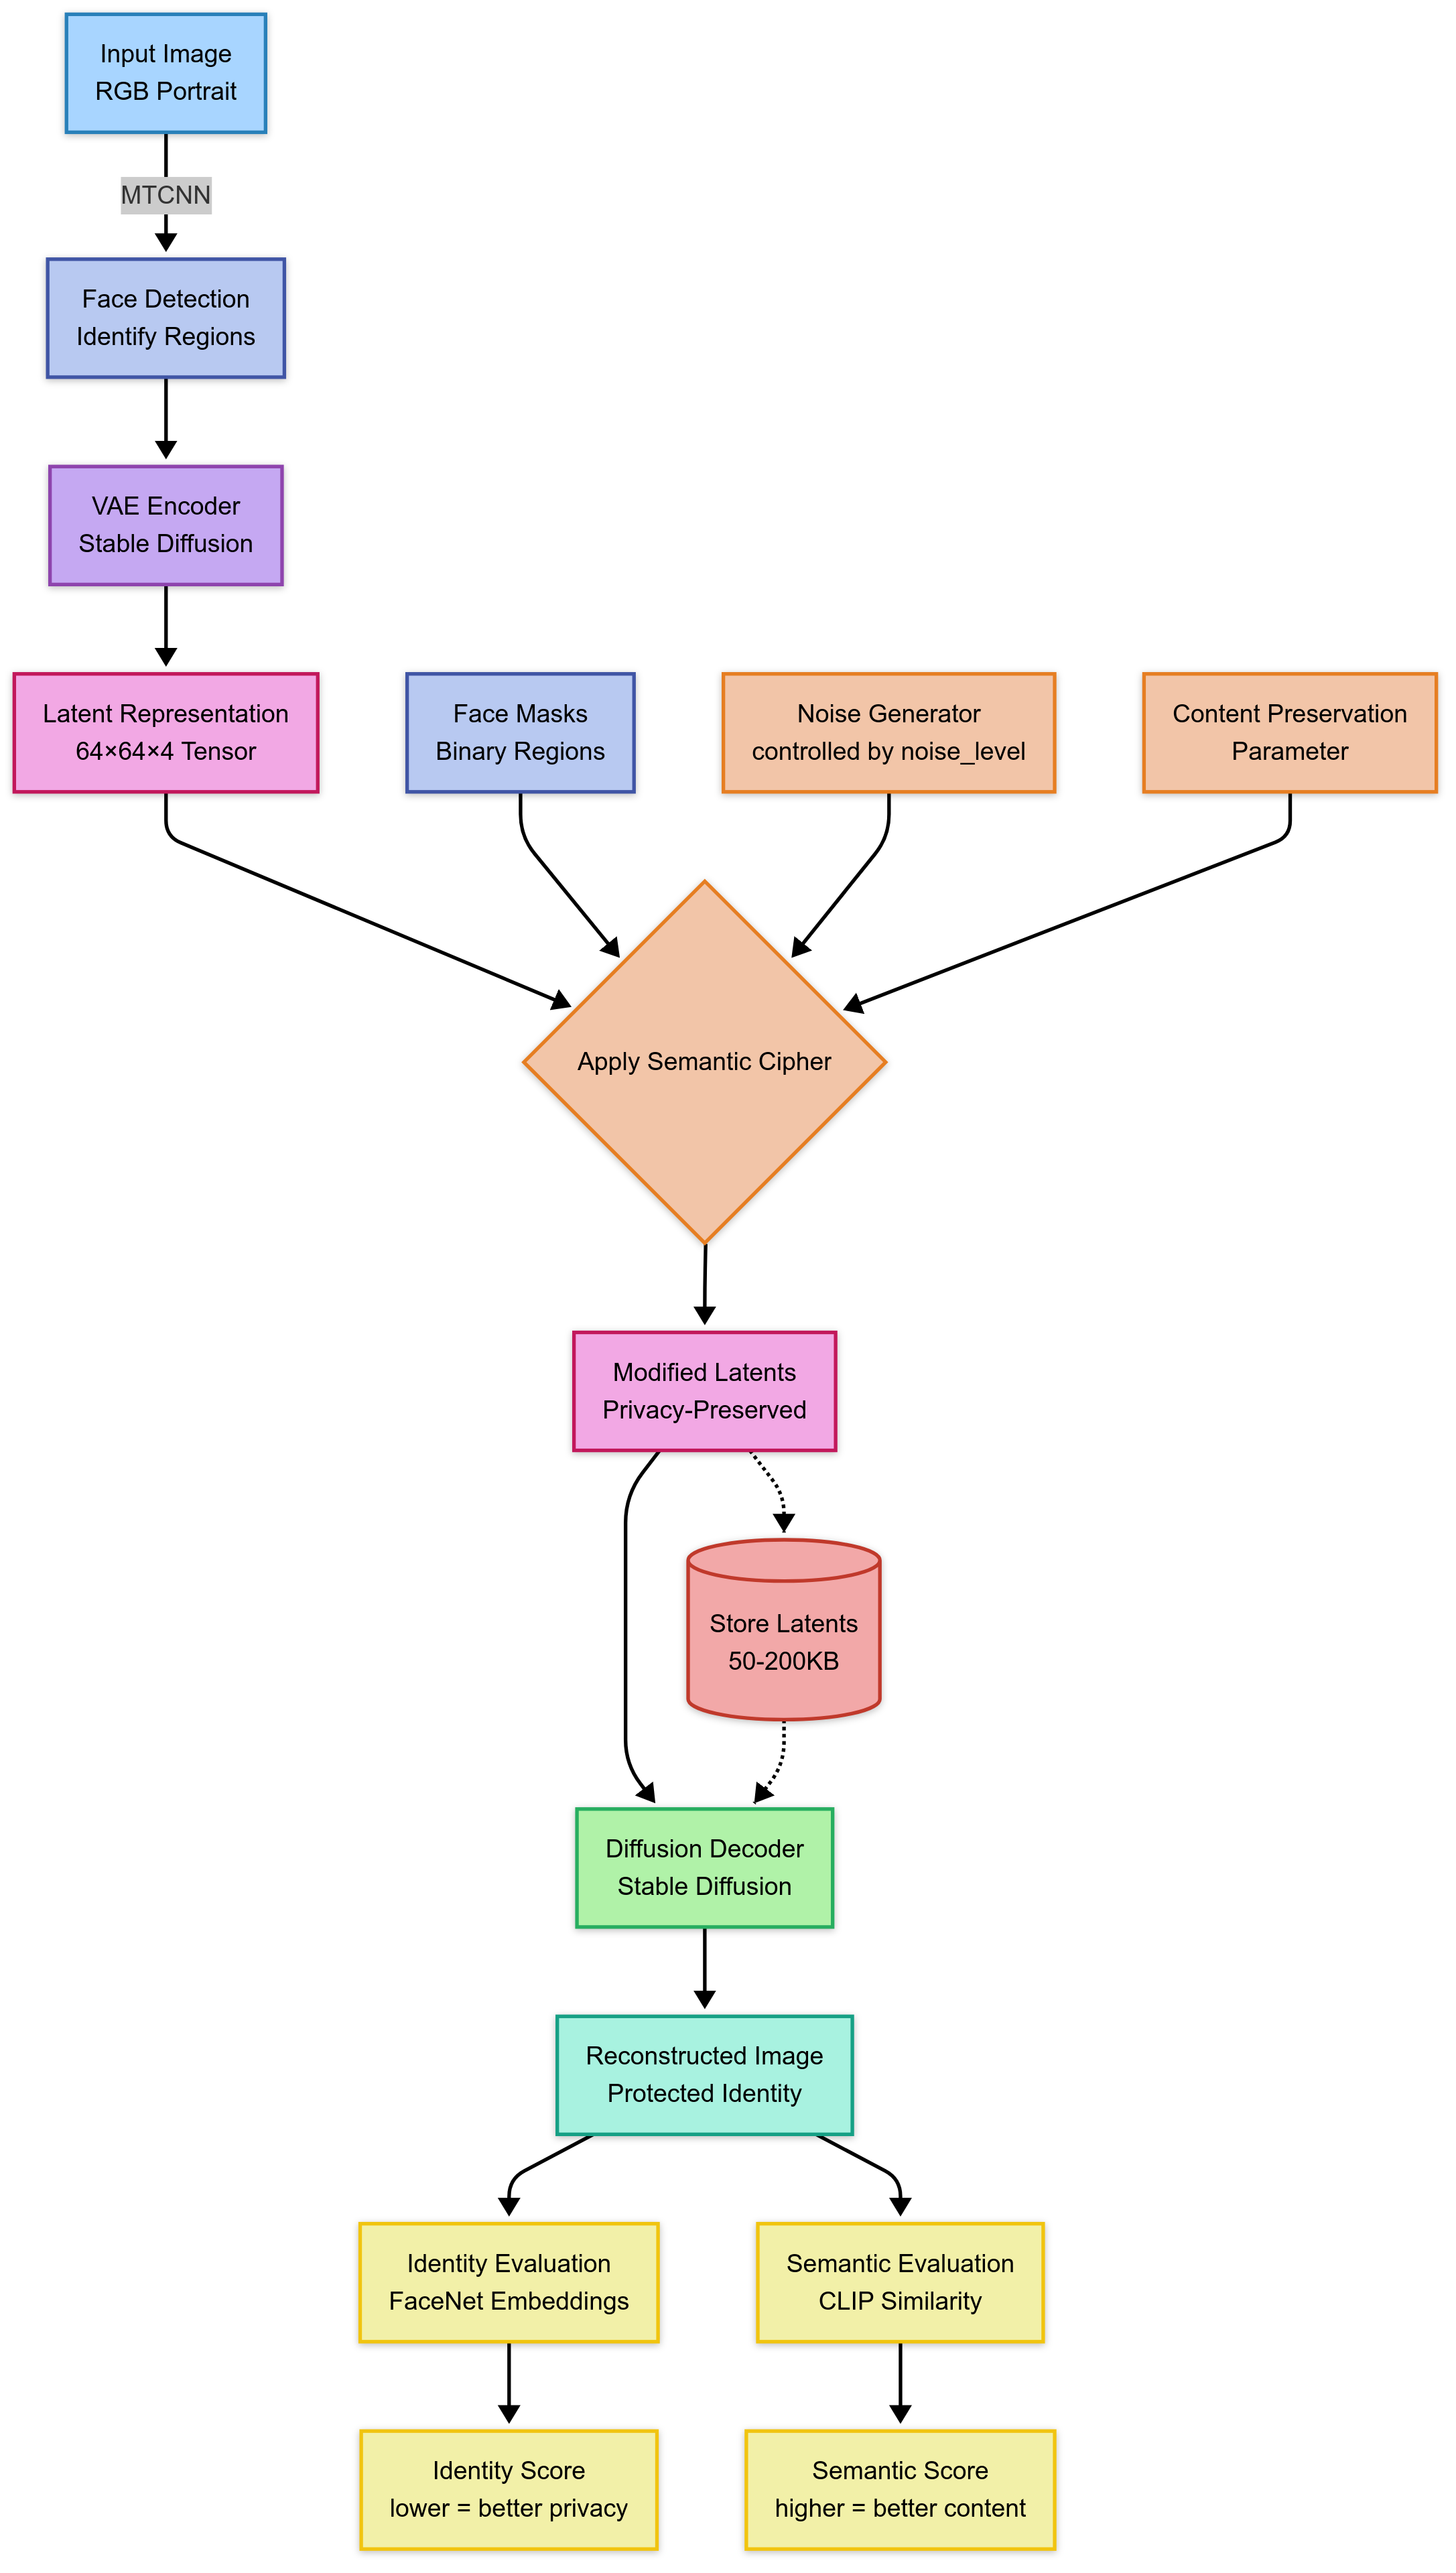 Input Image
RGB Portrait
MTCNN
Face Detection
Identify Regions
VAE Encoder
Stable Diffusion
Latent Representation
64×64×4 Tensor
Face Masks
Binary Regions
Noise Generator
controlled by noise_level
Content Preservation
Parameter
Apply Semantic Cipher
Modified Latents
Privacy-Preserved
Store Latents
50-200KB
Diffusion Decoder
Stable Diffusion
Reconstructed Image
Protected Identity
Identity Evaluation
FaceNet Embeddings
Semantic Evaluation
CLIP Similarity
Identity Score
lower = better privacy
Semantic Score
higher = better content